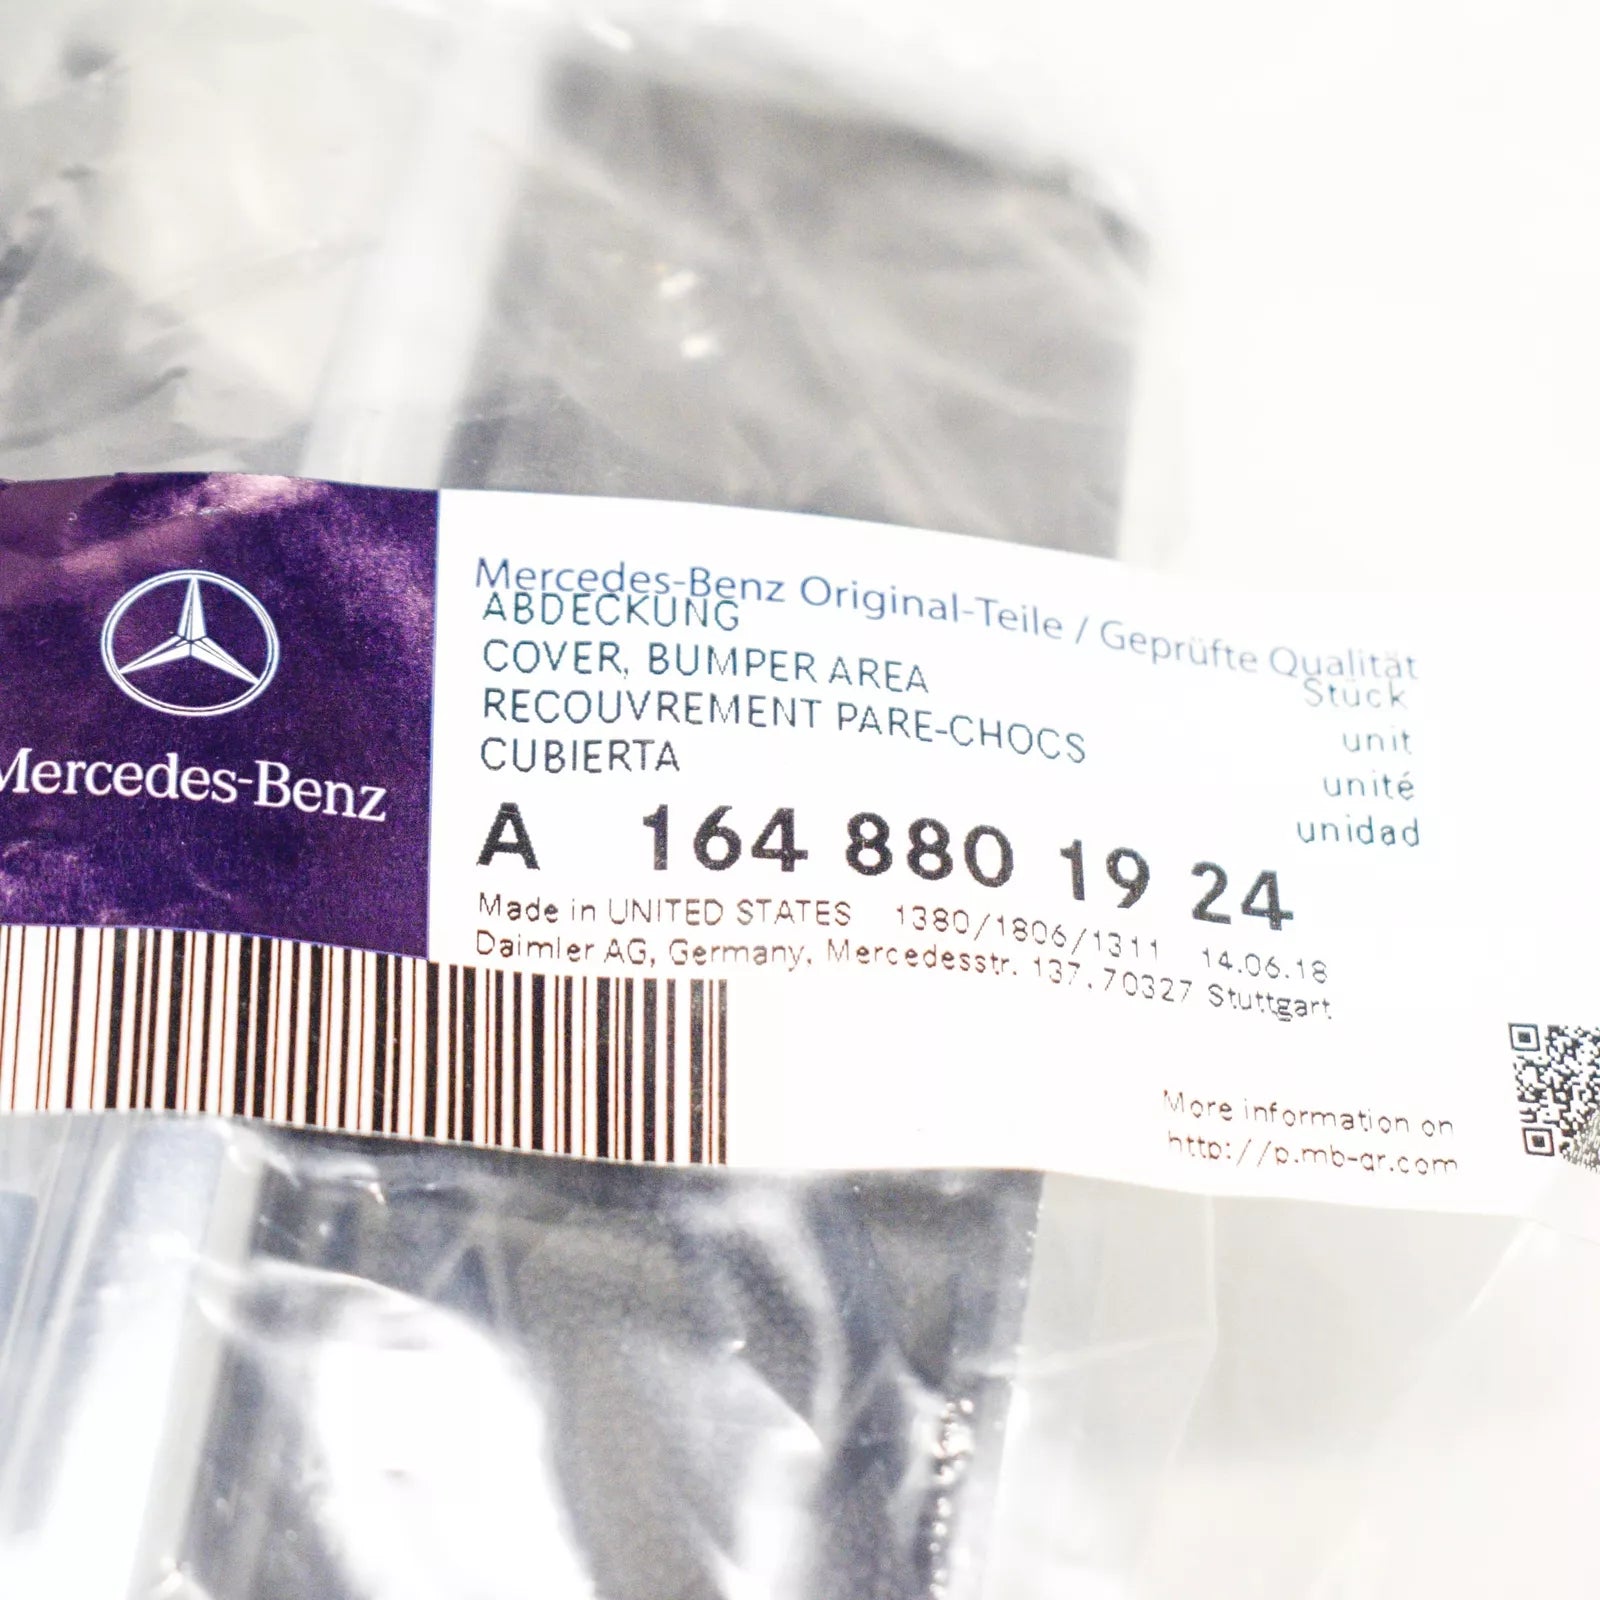 Mercedes-Benz
Mercedes-Benz Original-Teile / Geprüfte Qualität
ABDECKUNG Stück
COVER, BUMPER AREA unit
RECOUVREMENT PARE-CHOCS unité
CUBIERTA unidad
A 164 880 19 24
Made in UNITED STATES 1380/1806/1311 14.06.18
Daimler AG, Germany, Mercedesstr. 137.70327 Stuttgart
More information on
http://p.mb-qr.com